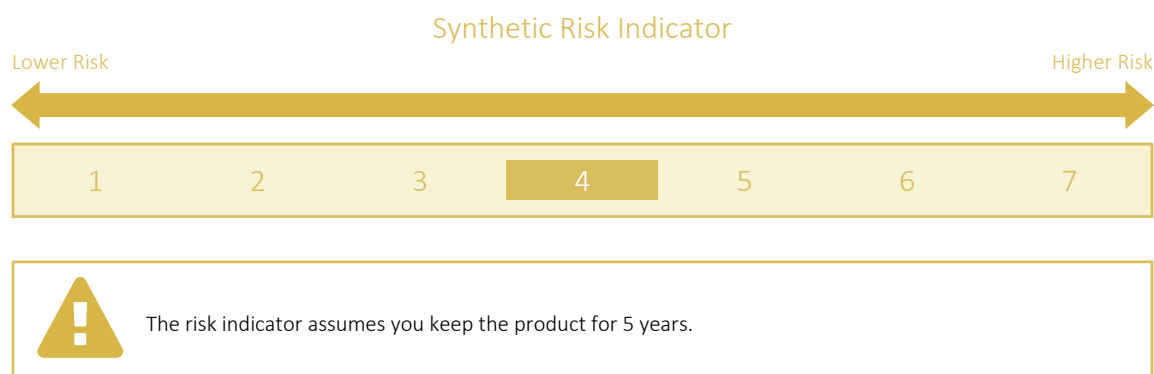 Synthetic Risk Indicator
Lower Risk Higher Risk
1 2 3 4 5 6 7
The risk indicator assumes you keep the product for 5 years.